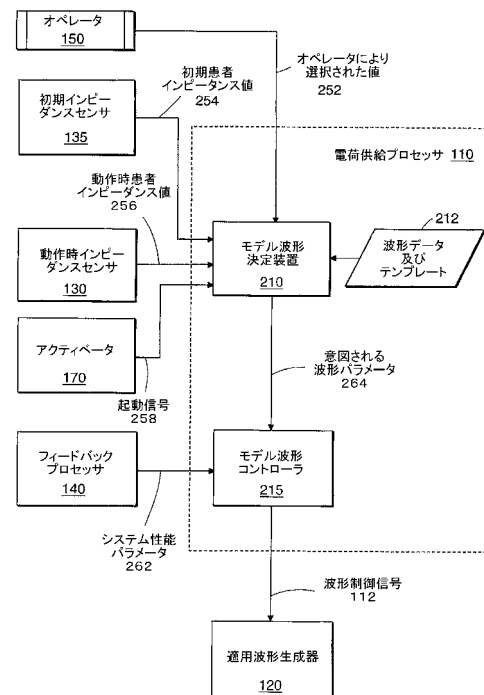 オペレータ
150
オペレータにより
選択された値
252
初期患者
インピータンス値
254
初期インピー
ダンスセンサ
135
電荷供給プロセッサ 110
動作時患者
インピーダンス値
256
212
波形データ
及び
テンプレート
モデル波形
決定装置
210
動作時インピー
ダンスセンサ
130
アクティベータ
170
起動信号
258
意図される
波形パラメータ
264
フィードバック
プロセッサ
140
モデル波形
コントローラ
215
システム性能
パラメータ
262
波形制御信号
112
適用波形生成器
120